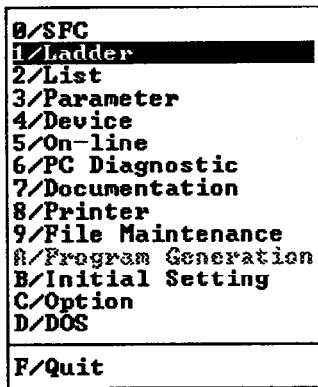 0/SFC
1/Ladder
2/List
3/Parameter
4/Device
5/On-line
6/PC Diagnostic
7/Documentation
8/Printer
9/File Maintenance
A/Program Generation
B/Initial Setting
C/Option
D/DOS
F/Quit